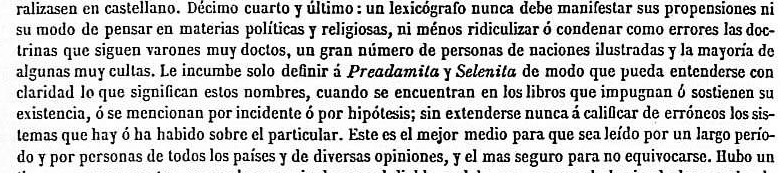 ralizasen en castellano. Décimo cuarto y último : un lexicógrafo nunca debe manifestar sus propensiones ni
su modo de pensar en materias políticas y religiosas, ni ménos ridiculizar ó condenar como errores las doc-
trinas que siguen varones muy doctos, un gran número de personas de naciones ilustradas y la mayoría de
algunas muy cultas. Le incumbe solo definir á Preadamita y Selenita de modo que pueda entenderse con
claridad lo que significan estos nombres, cuando se encuentran en los libros que impugnan ó sostienen su
existencia, ó se mencionan por incidente ó por hipótesis; sin extenderse nunca á calificar de erróneos los sis-
temas que hay ó ha habido sobre el particular. Este es el mejor medio para que sea leído por un largo perío-
do y por personas de todos los países y de diversas opiniones, y el mas seguro para no equivocarse. Hubo un